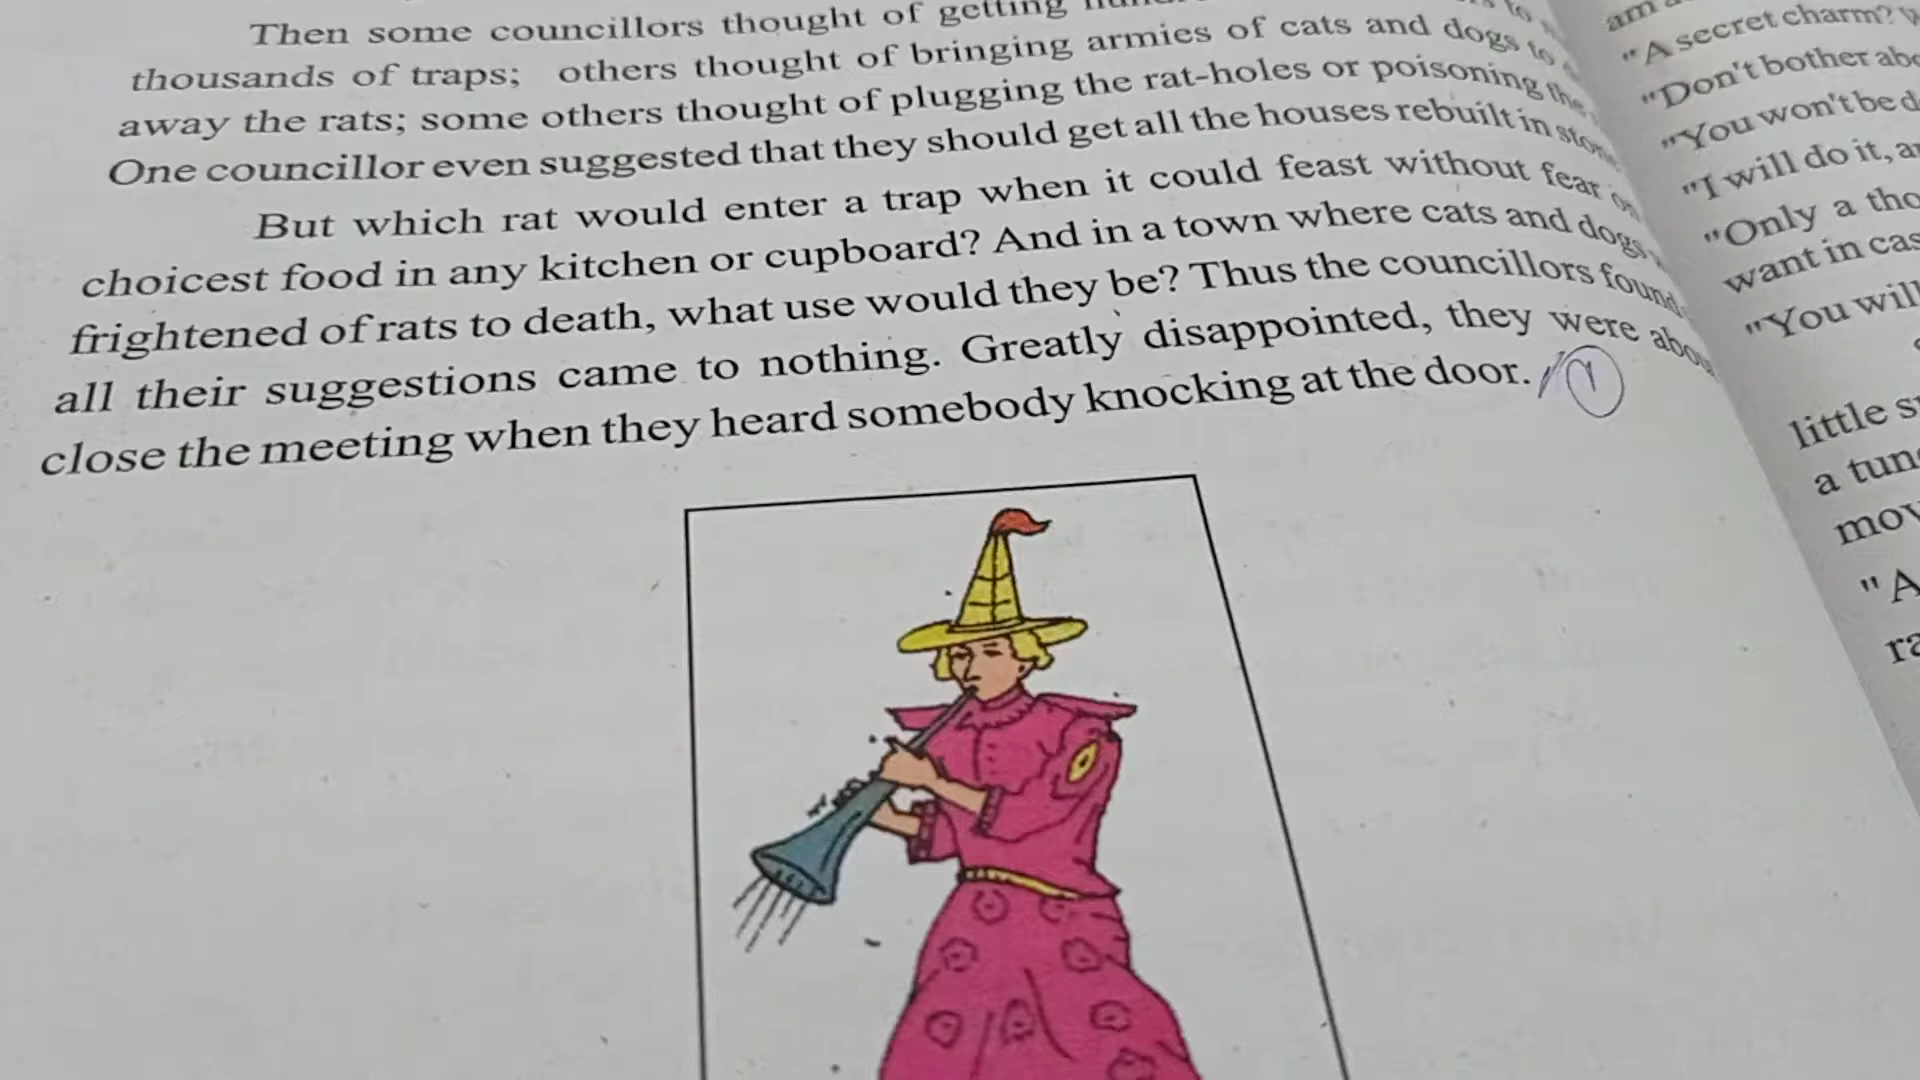 Then some councillors thought of getting
thousands of traps; others thought of bringing armies of cats and dogs to
away the rats; some others thought of plugging the rat-holes or poisoning the
One councillor even suggested that they should get all the houses rebuilt in stone
But which rat would enter a trap when it could feast without fear on
choicest food in any kitchen or cupboard? And in a town where cats and dogs
frightened of rats to death, what use would they be? Thus the councillors found
all their suggestions came to nothing. Greatly disappointed, they were about
close the meeting when they heard somebody knocking at the door. 1
am
"A secret charm?
"Don't bother
"You won't be
"I will do it,
"Only a
want in
"You will
little
a
"A